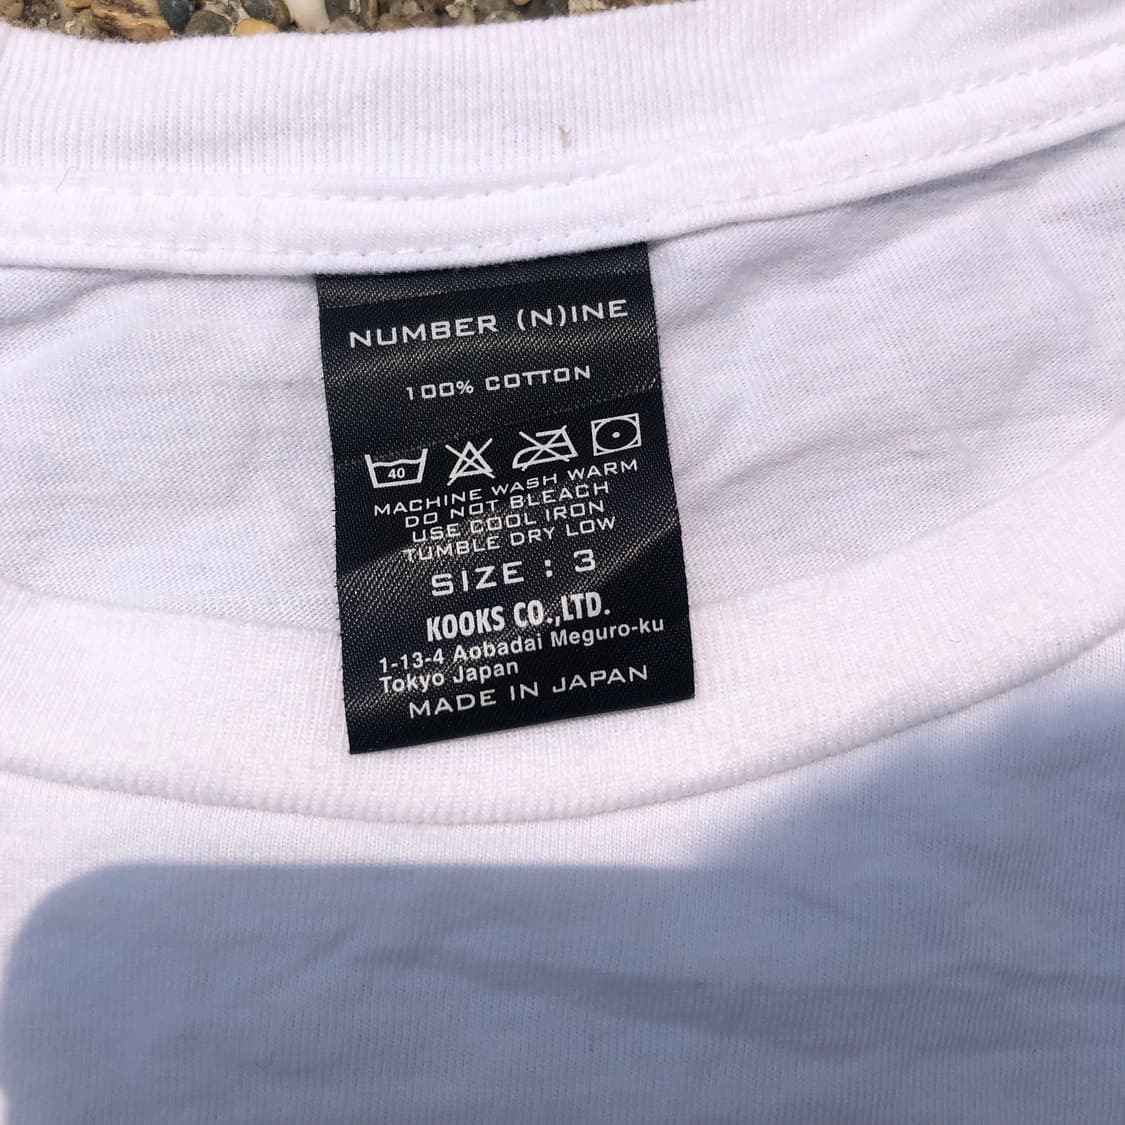 NUMBER (N)INE
100% COTTON
40
MACHINE WASH WARM
DO NOT BLEACH
USE COOL IRON
TUMBLE DRY LOW
SIZE : 3
KOOKS CO.,LTD.
1-13-4 Aobadai Meguro-ku
Tokyo Japan
MADE IN JAPAN